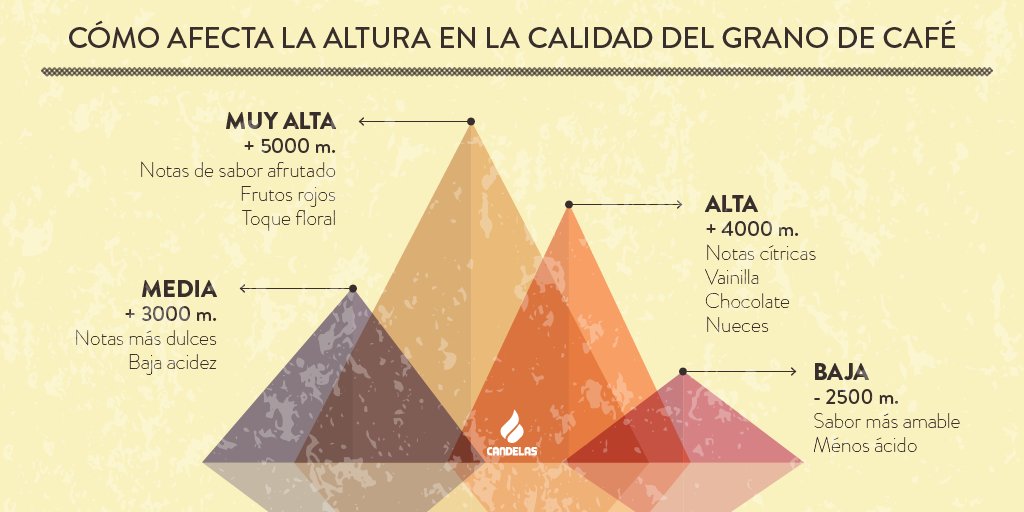 CÓMO AFECTA LA ALTURA EN LA CALIDAD DEL GRANO DE CAFÉ
MUY ALTA
+ 5000 m.
Notas de sabor afrutado
Frutos rojos
Toque floral
ALTA
+ 4000 m.
Notas cítricas
Vainilla
Chocolate
Nueces
MEDIA
+ 3000 m.
Notas más dulces
Baja acidez
BAJA
- 2500 m.
Sabor más amable
Ménos ácido
CANDELAS